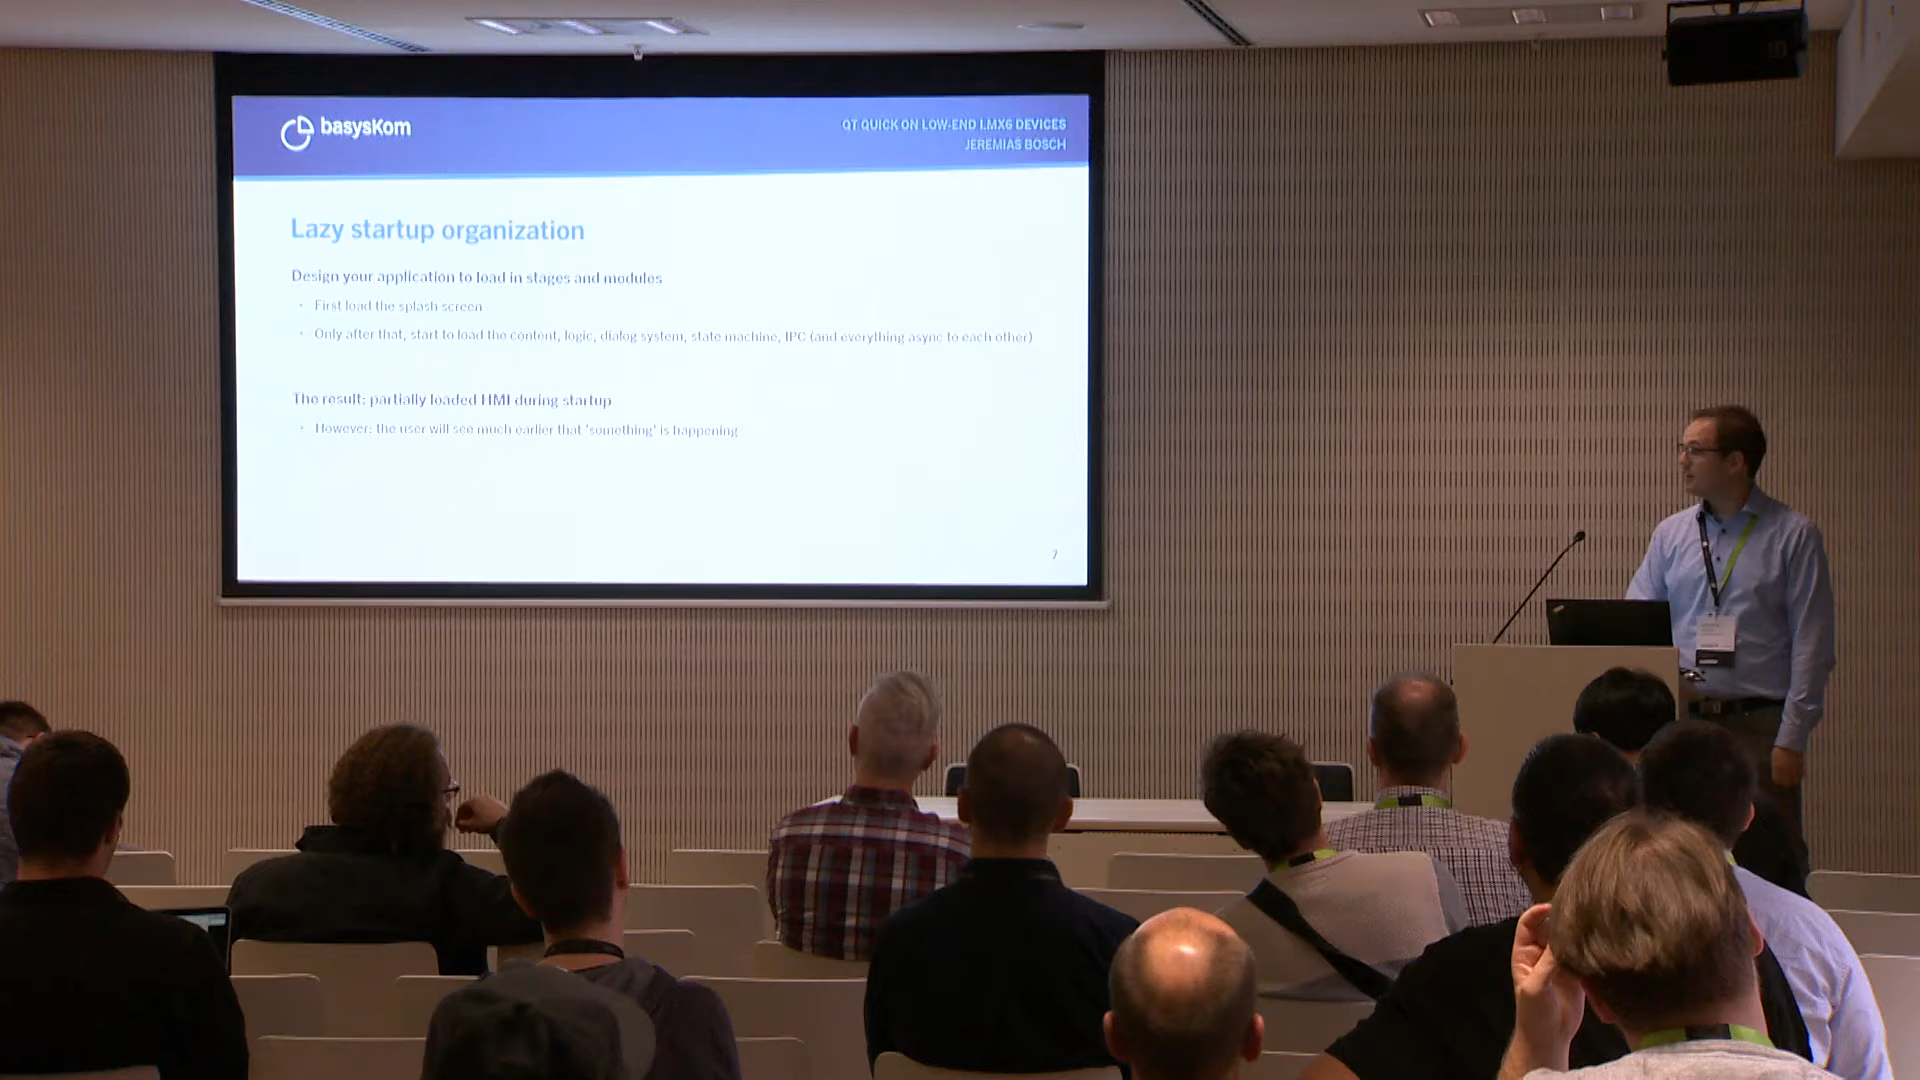 basysKom
QT QUICK ON LOW-END I.MX6 DEVICES
JEREMIAS BOSCH
Lazy startup organization
Design your application to load in stages and modules
• First load the splash screen
• Only after that, start to load the content, logic, dialog system, state machine, IPC (and everything async to each other)
The result: partially loaded HMI during startup
• However: the user will see much earlier that 'something' is happening
7